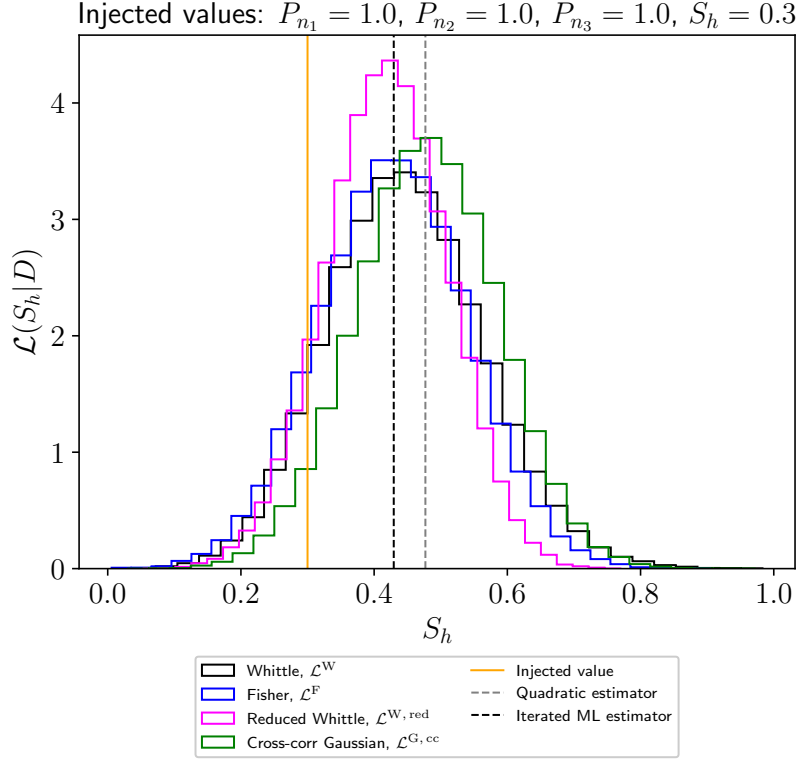 Injected values: $P_{n_1} = 1.0$, $P_{n_2} = 1.0$, $P_{n_3} = 1.0$, $S_h = 0.3$
4
3
2
1
0
$\mathcal{L}(S_h|D)$
0.0 0.2 0.4 0.6 0.8 1.0
$S_h$
Whittle, $\mathcal{L}^{\mathrm{W}}$
Fisher, $\mathcal{L}^{\mathrm{F}}$
Reduced Whittle, $\mathcal{L}^{\mathrm{W,red}}$
Cross-corr Gaussian, $\mathcal{L}^{\mathrm{G,cc}}$
Injected value
Quadratic estimator
Iterated ML estimator